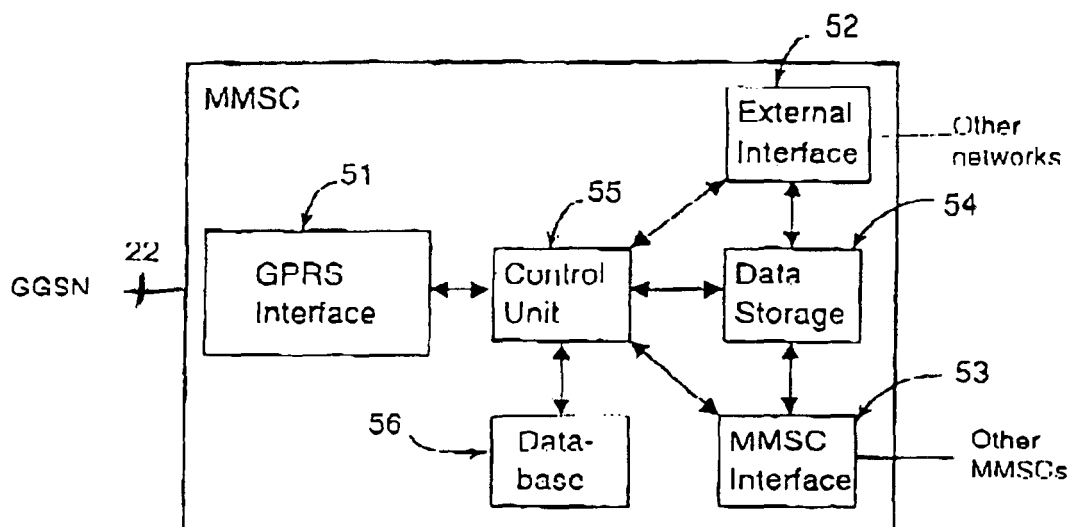 52
MMSC
External
Interface
Other
networks
51
55
54
22
GGSN
GPRS
Interface
Control
Unit
Data
Storage
53
56
Data-
base
MMSC
Interface
Other
MMSCs